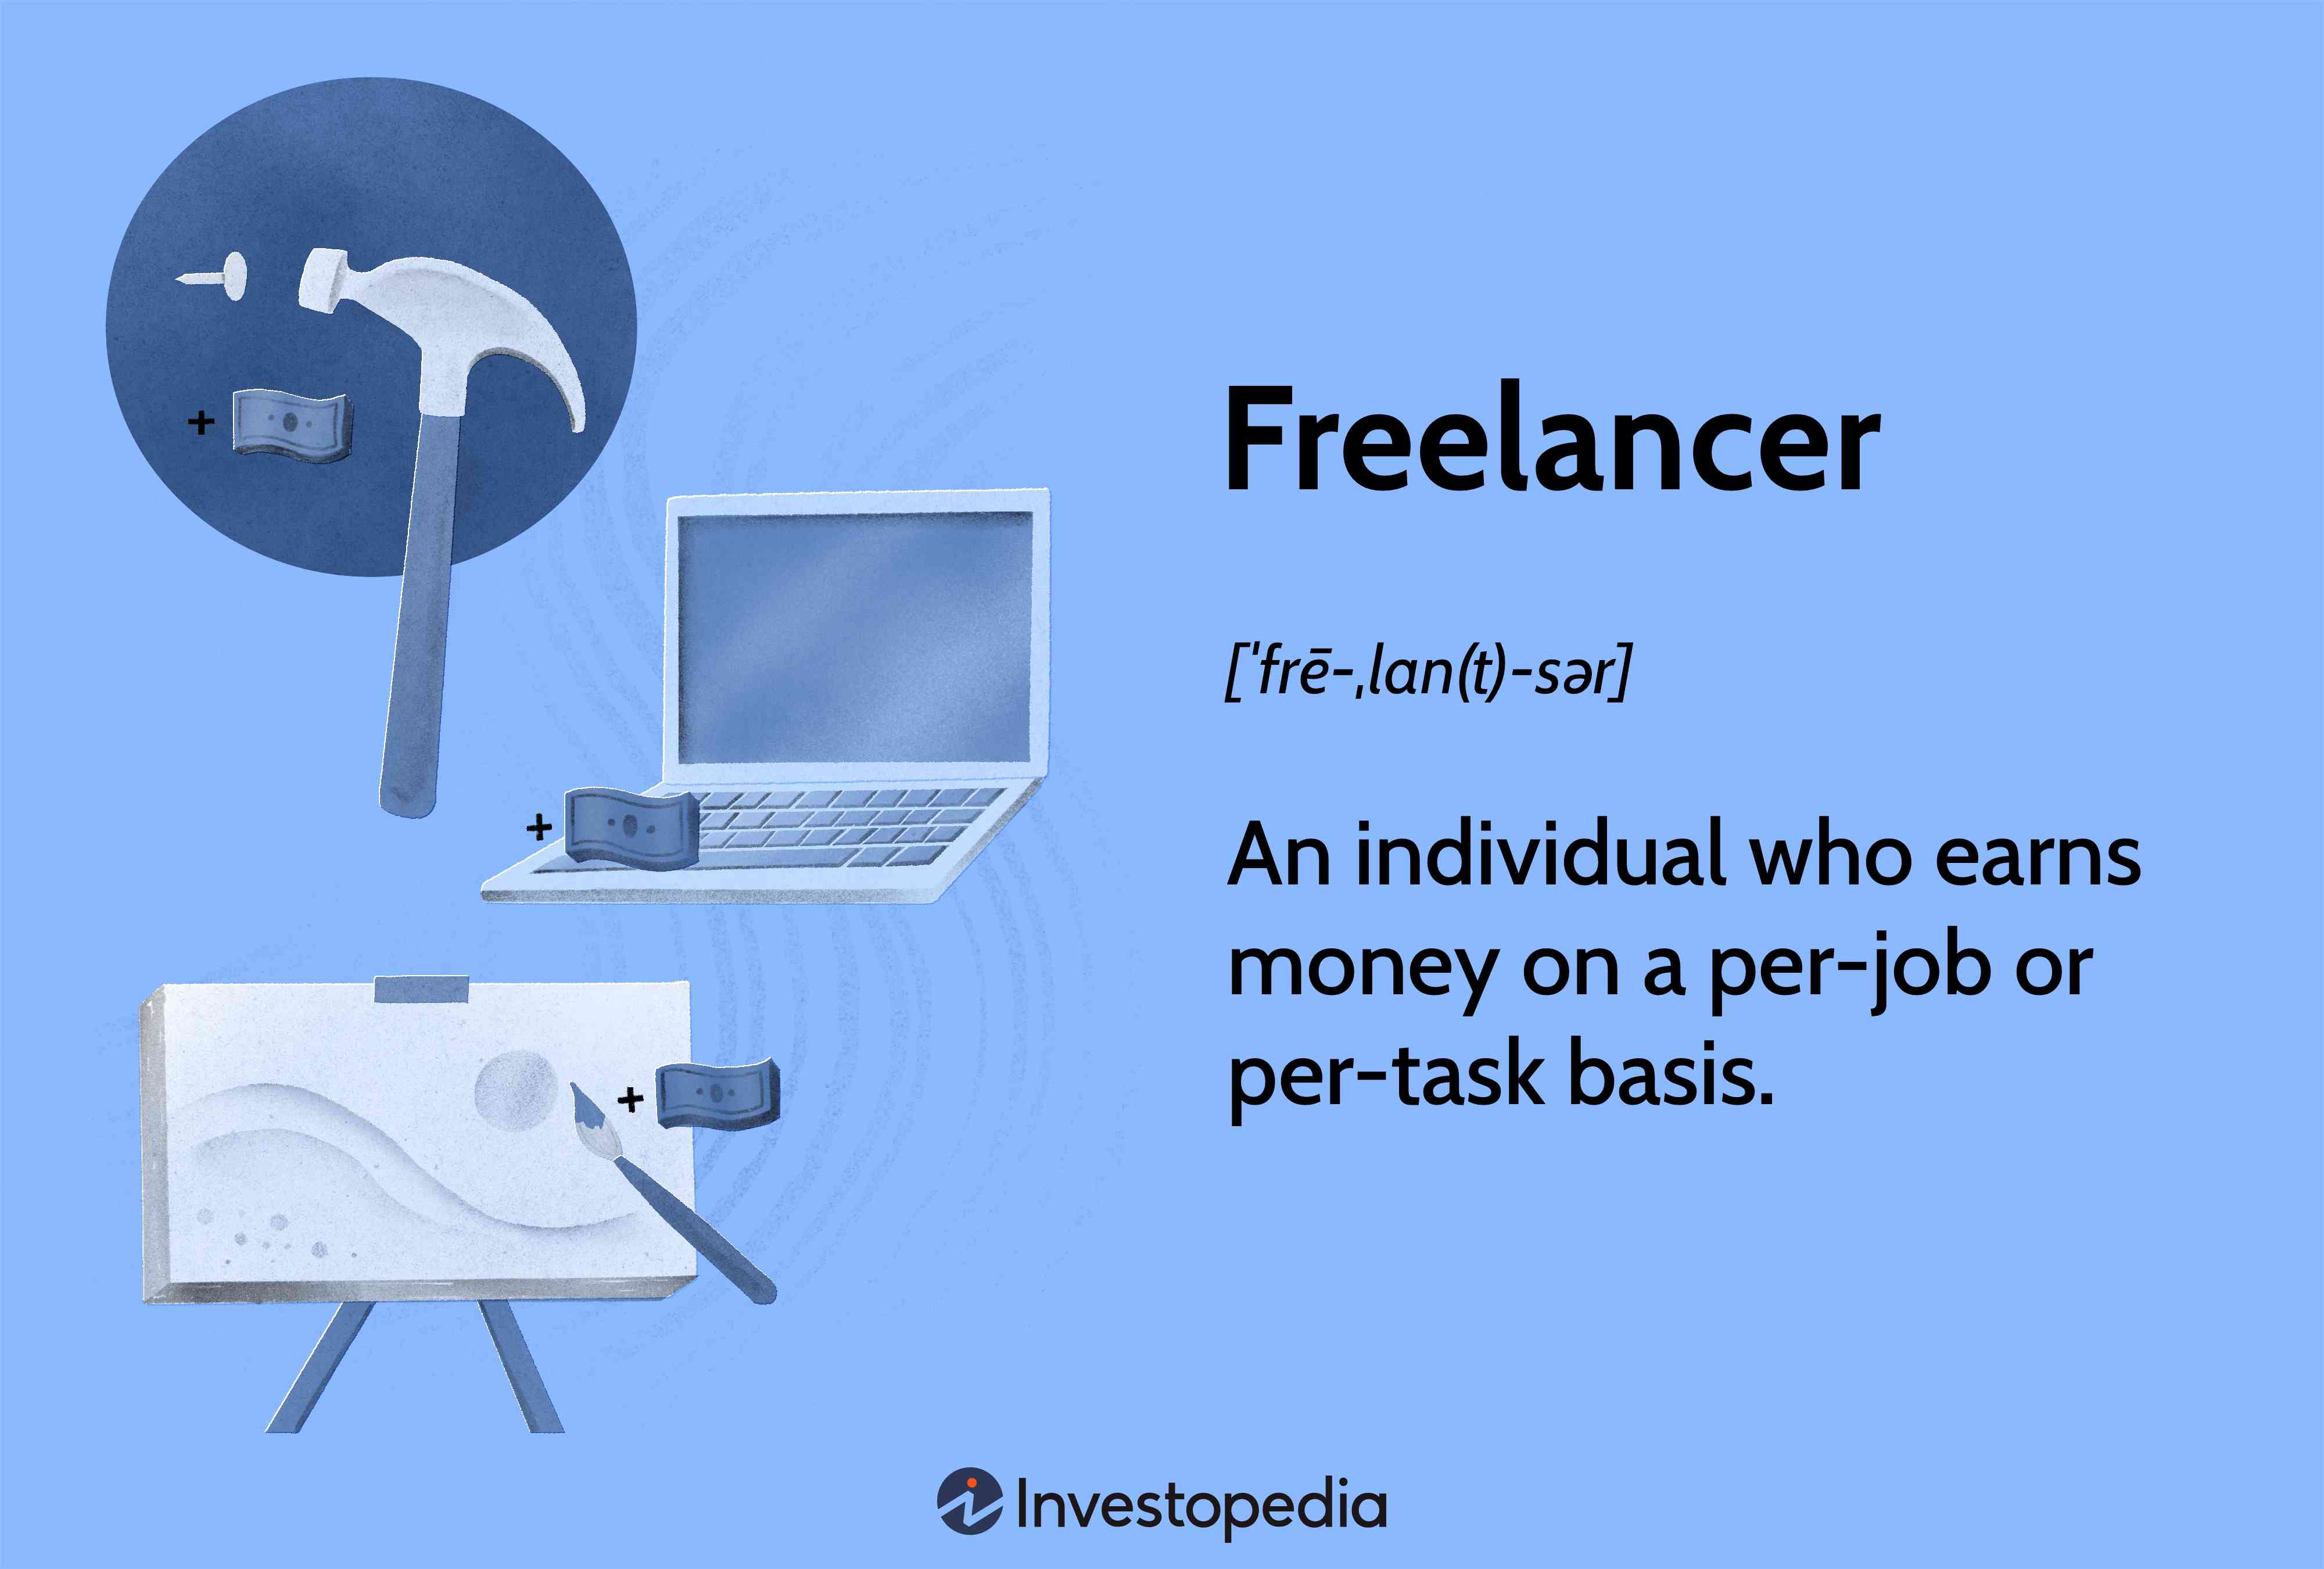 Freelancer
[ˈfrē-ˌlan(t)-sər]
An individual who earns
money on a per-job or
per-task basis.
Investopedia